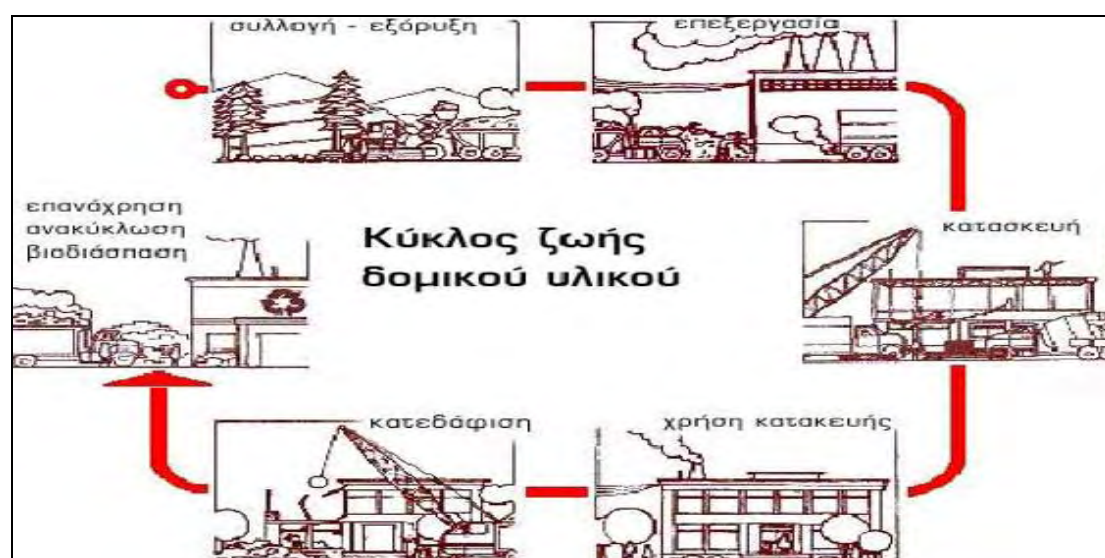 συλλογή - εξόρυξη
επεξεργασία
επανάχρηση
ανακύκλωση
βιοδιάσπαση
Κύκλος ζωής
δομικού υλικού
κατασκευή
κατεδάφιση
χρήση κατακευής